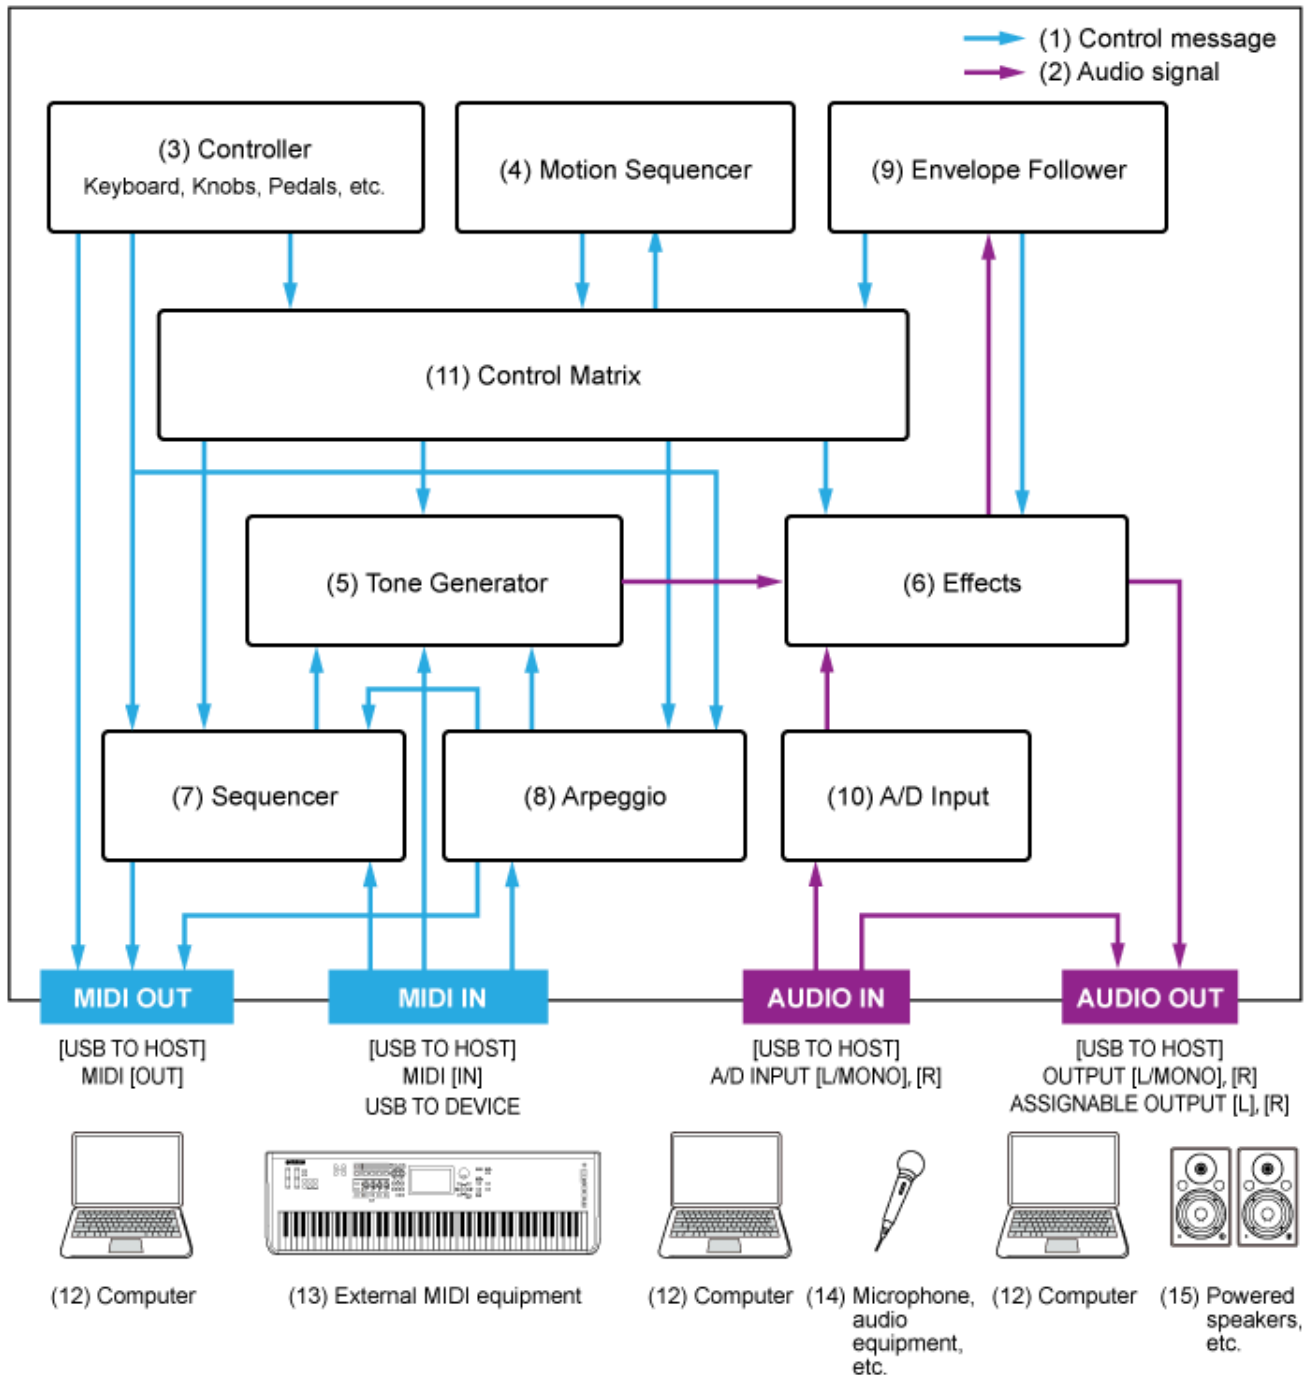 (1) Control message
(2) Audio signal
(3) Controller
Keyboard, Knobs, Pedals, etc.
(4) Motion Sequencer
(9) Envelope Follower
(11) Control Matrix
(5) Tone Generator
(6) Effects
(7) Sequencer
(8) Arpeggio
(10) A/D Input
MIDI OUT
MIDI IN
AUDIO IN
AUDIO OUT
[USB TO HOST]
MIDI [OUT]
[USB TO HOST]
MIDI [IN]
USB TO DEVICE
[USB TO HOST]
A/D INPUT [L/MONO], [R]
[USB TO HOST]
OUTPUT [L/MONO], [R]
ASSIGNABLE OUTPUT [L], [R]
(12) Computer
(13) External MIDI equipment
(12) Computer
(14) Microphone,
audio
equipment,
etc.
(12) Computer
(15) Powered
speakers,
etc.